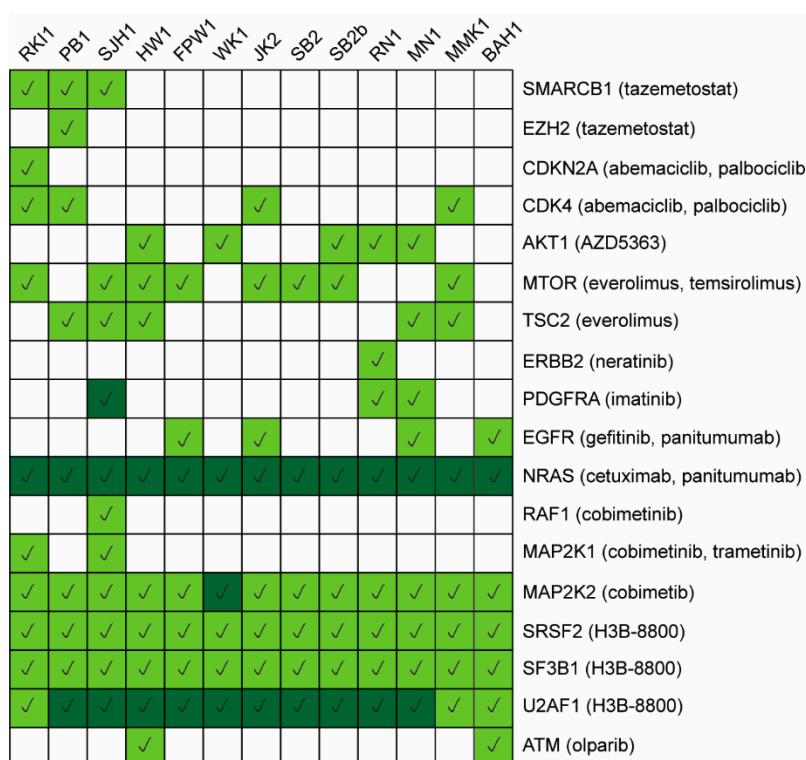 RKI1 PB1 SJH1 HW1 FPW1 WK1 JK2 SB2 SB2b RN1 MN1 MMK1 BAH1
SMARCB1 (tazemetostat)
EZH2 (tazemetostat)
CDKN2A (abemaciclib, palbociclib
CDK4 (abemaciclib, palbociclib)
AKT1 (AZD5363)
MTOR (everolimus, temsirolimus)
TSC2 (everolimus)
ERBB2 (neratinib)
PDGFRA (imatinib)
EGFR (gefitinib, panitumumab)
NRAS (cetuximab, panitumumab)
RAF1 (cobimetinib)
MAP2K1 (cobimetinib, trametinib)
MAP2K2 (cobimetib)
SRSF2 (H3B-8800)
SF3B1 (H3B-8800)
U2AF1 (H3B-8800)
ATM (olparib)